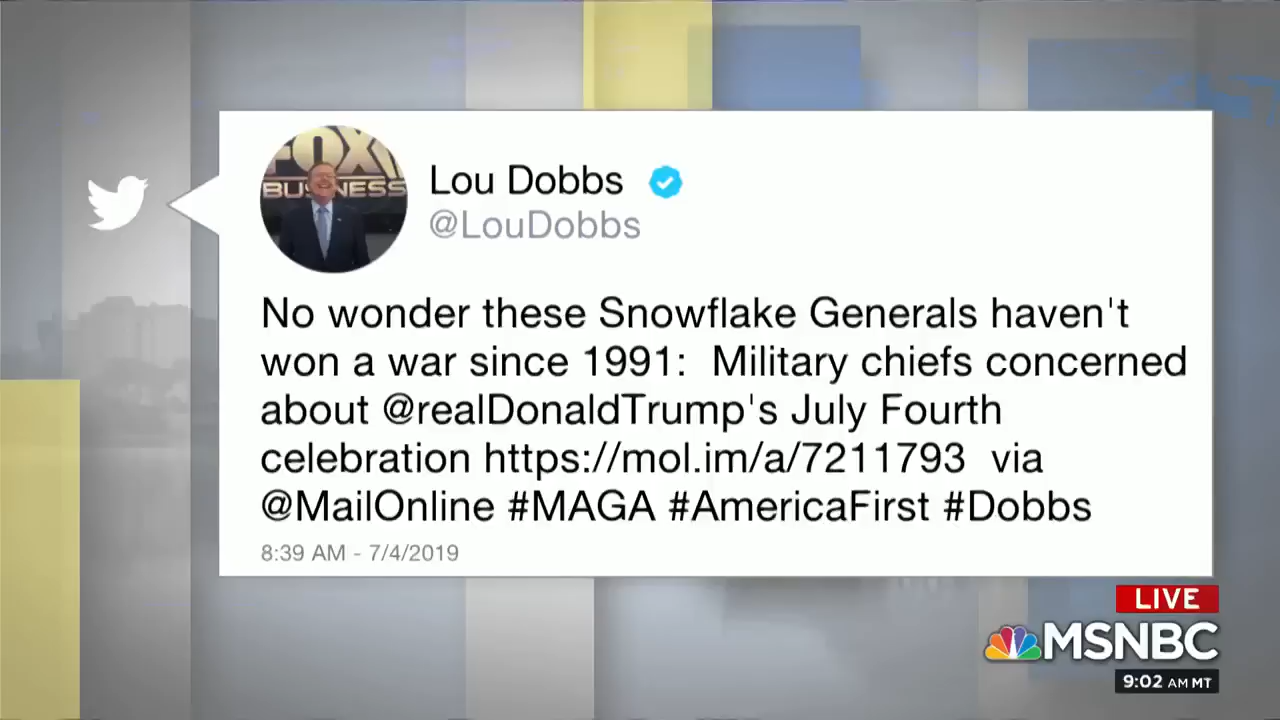 FOX
BUSINESS
Lou Dobbs
@LouDobbs
No wonder these Snowflake Generals haven't
won a war since 1991:  Military chiefs concerned
about @realDonaldTrump's July Fourth
celebration https://mol.im/a/7211793  via
@MailOnline #MAGA #AmericaFirst #Dobbs
8:39 AM - 7/4/2019
LIVE
MSNBC
9:02 AM MT